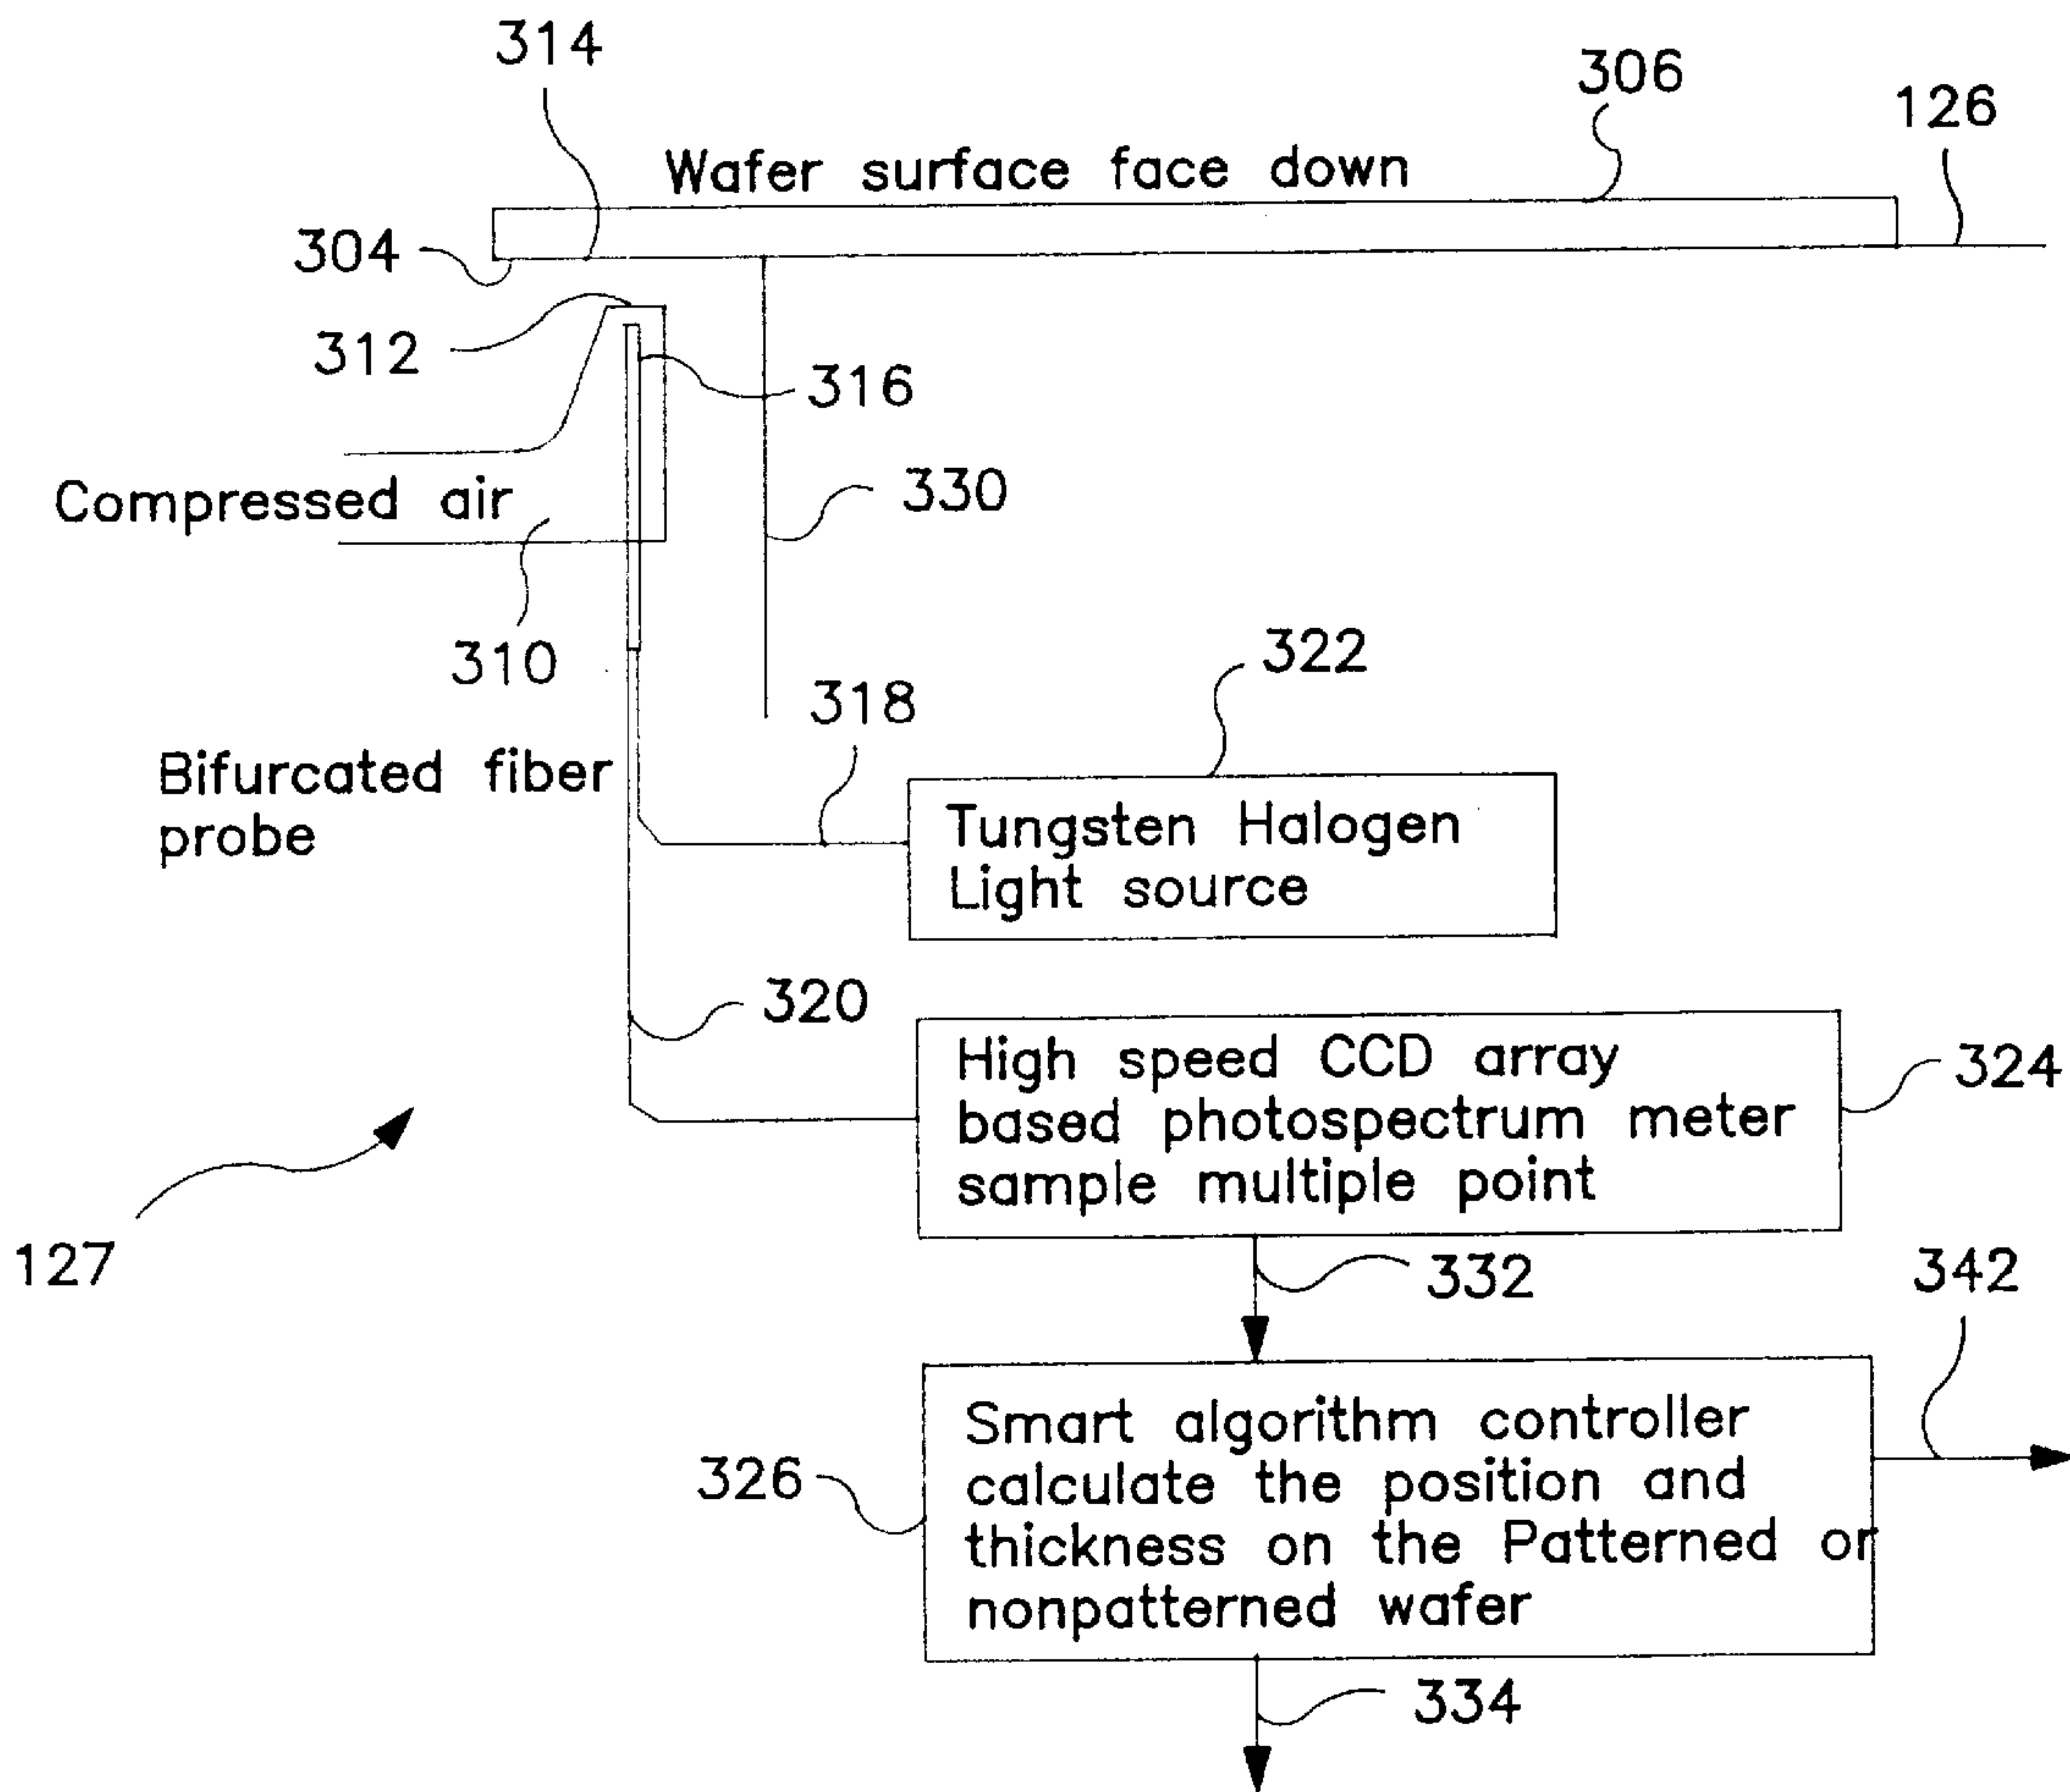 314
306
126
Wafer surface face down
304
312
316
Compressed air
330
310
322
318
Bifurcated fiber
probe
Tungsten Halogen
Light source
320
High speed CCD array
based photospectrum meter
sample multiple point
324
127
332
342
Smart algorithm controller
calculate the position and
thickness on the Patterned or
nonpatterned wafer
326
334